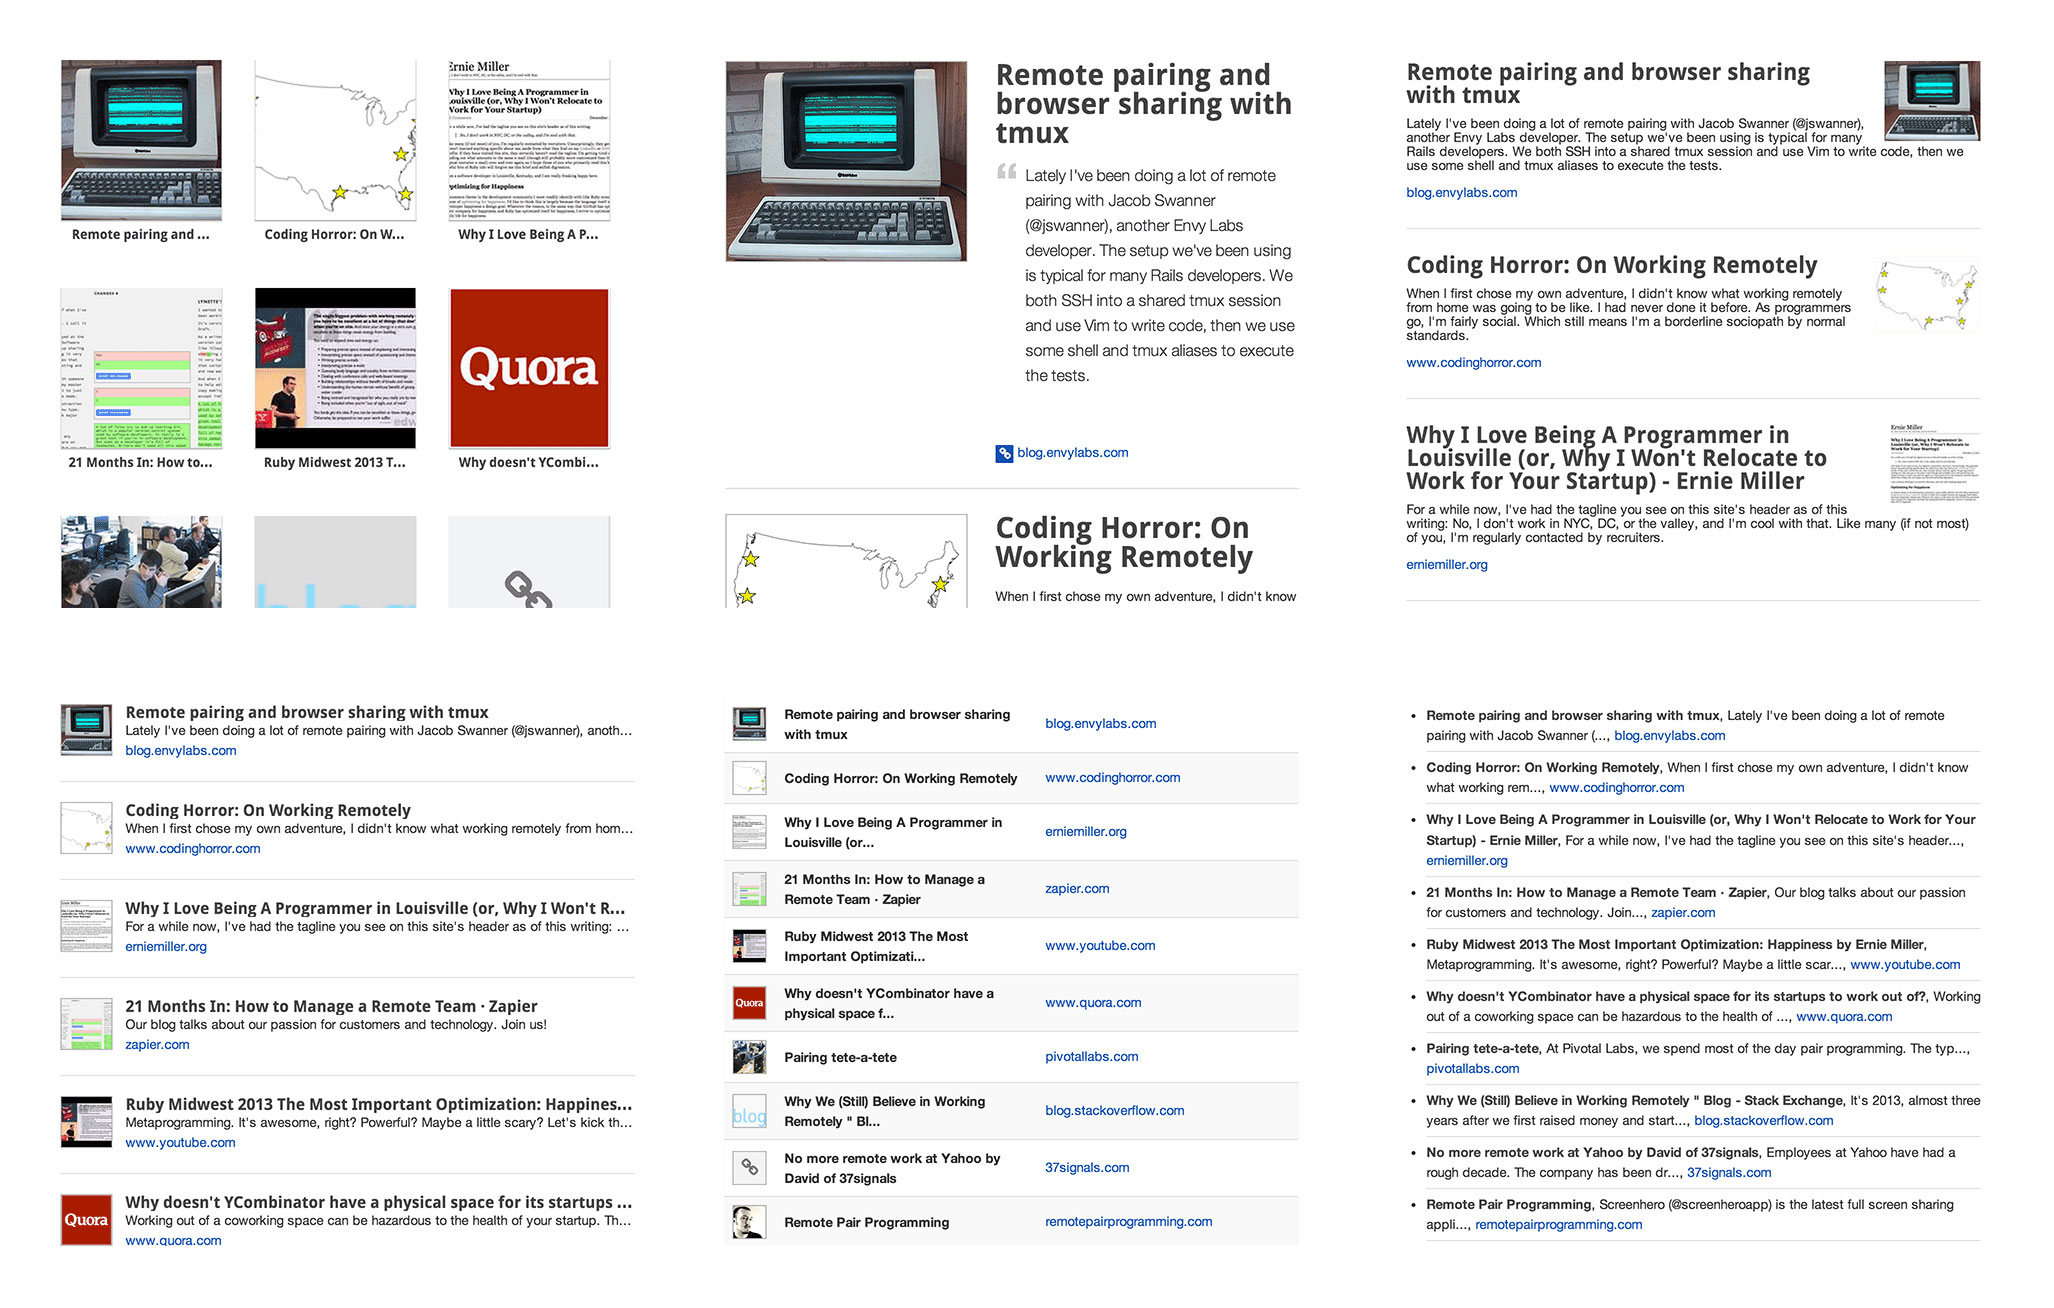 Remote pairing and ...
Ernie Miller
Why I Love Being A Programmer in
Louisville (or, Why I Won't Relocate to
Work for Your Startup)
Optimizing for Happiness
Coding Horror: On W...
Why I Love Being A P...
CHANGED
Quora
21 Months In: How to...
Ruby Midwest 2013 T...
Why doesn't YCombi...
Remote pairing and
browser sharing with
tmux
Lately I've been doing a lot of remote
pairing with Jacob Swanner
(@jswanner), another Envy Labs
developer. The setup we've been using
is typical for many Rails developers. We
both SSH into a shared tmux session
and use Vim to write code, then we use
some shell and tmux aliases to execute
the tests.
blog.envylabs.com
Coding Horror: On
Working Remotely
When I first chose my own adventure, I didn't know
Remote pairing and browser sharing
with tmux
Lately I've been doing a lot of remote pairing with Jacob Swanner (@jswanner),
another Envy Labs developer. The setup we've been using is typical for many
Rails developers. We both SSH into a shared tmux session and use Vim to write code, then we
use some shell and tmux aliases to execute the tests.
blog.envylabs.com
Coding Horror: On Working Remotely
When I first chose my own adventure, I didn't know what working remotely
from home was going to be like. I had never done it before. As programmers
go, I'm fairly social. Which still means I'm a borderline sociopath by normal
standards.
www.codinghorror.com
Why I Love Being A Programmer in
Louisville (or, Why I Won't Relocate to
Work for Your Startup) - Ernie Miller
For a while now, I've had the tagline you see on this site's header as of this
writing: No, I don't work in NYC, DC, or the valley, and I'm cool with that. Like many (if not most)
of you, I'm regularly contacted by recruiters.
erniemiller.org
Remote pairing and browser sharing with tmux
Lately I've been doing a lot of remote pairing with Jacob Swanner (@jswanner), anoth...
blog.envylabs.com
Coding Horror: On Working Remotely
When I first chose my own adventure, I didn't know what working remotely from hom...
www.codinghorror.com
Why I Love Being A Programmer in Louisville (or, Why I Won't R...
For a while now, I've had the tagline you see on this site's header as of this writing: ...
erniemiller.org
21 Months In: How to Manage a Remote Team · Zapier
Our blog talks about our passion for customers and technology. Join us!
zapier.com
Ruby Midwest 2013 The Most Important Optimization: Happines...
Metaprogramming. It's awesome, right? Powerful? Maybe a little scary? Let's kick th...
www.youtube.com
Quora
Why doesn't YCombinator have a physical space for its startups ...
Working out of a coworking space can be hazardous to the health of your startup. Th...
www.quora.com
Remote pairing and browser sharing
with tmux
blog.envylabs.com
Coding Horror: On Working Remotely
www.codinghorror.com
Why I Love Being A Programmer in
Louisville (or...
erniemiller.org
21 Months In: How to Manage a
Remote Team · Zapier
zapier.com
Ruby Midwest 2013 The Most
Important Optimizati...
www.youtube.com
Quora
Why doesn't YCombinator have a
physical space f...
www.quora.com
Pairing tete-a-tete
pivotallabs.com
blog
Why We (Still) Believe in Working
Remotely " Bl...
blog.stackoverflow.com
No more remote work at Yahoo by
David of 37signals
37signals.com
Remote Pair Programming
remotepairprogramming.com
• Remote pairing and browser sharing with tmux, Lately I've been doing a lot of remote
pairing with Jacob Swanner (..., blog.envylabs.com
• Coding Horror: On Working Remotely, When I first chose my own adventure, I didn't know
what working rem..., www.codinghorror.com
• Why I Love Being A Programmer in Louisville (or, Why I Won't Relocate to Work for Your
Startup) - Ernie Miller, For a while now, I've had the tagline you see on this site's header...,
erniemiller.org
• 21 Months In: How to Manage a Remote Team · Zapier, Our blog talks about our passion
for customers and technology. Join..., zapier.com
• Ruby Midwest 2013 The Most Important Optimization: Happiness by Ernie Miller,
Metaprogramming. It's awesome, right? Powerful? Maybe a little scar..., www.youtube.com
• Why doesn't YCombinator have a physical space for its startups to work out of?, Working
out of a coworking space can be hazardous to the health of ..., www.quora.com
• Pairing tete-a-tete, At Pivotal Labs, we spend most of the day pair programming. The typ...,
pivotallabs.com
• Why We (Still) Believe in Working Remotely " Blog - Stack Exchange, It's 2013, almost three
years after we first raised money and start..., blog.stackoverflow.com
• No more remote work at Yahoo by David of 37signals, Employees at Yahoo have had a
rough decade. The company has been dr..., 37signals.com
• Remote Pair Programming, Screenhero (@screenheroapp) is the latest full screen sharing
appli..., remotepairprogramming.com